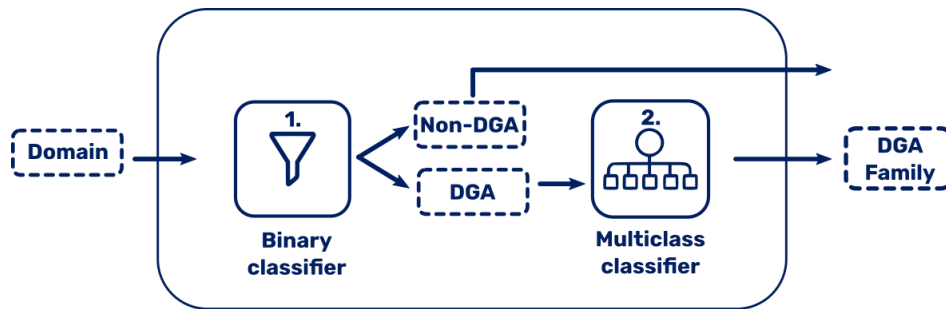 Domain
1.
Binary
classifier
Non-DGA
DGA
2.
Multiclass
classifier
DGA
Family